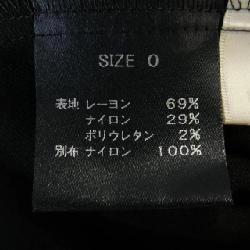 SIZE 0
表地 レーヨン 69%
ナイロン 29%
ポリウレタン 2%
別布 ナイロン 100%